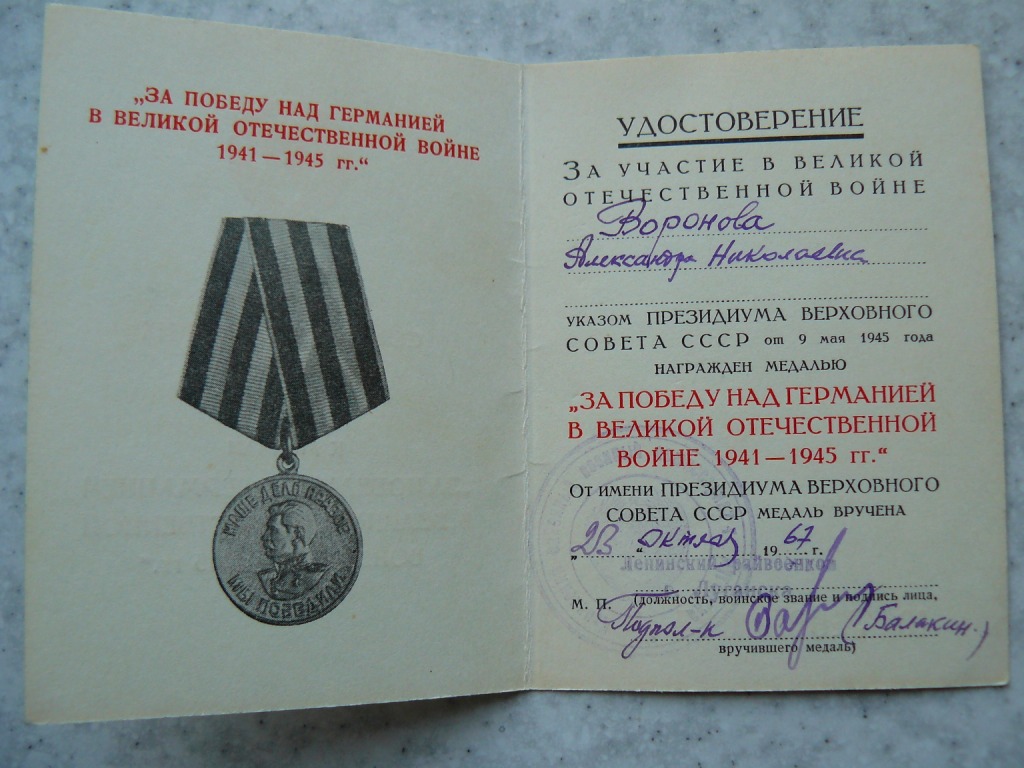 „ЗА ПОБЕДУ НАД ГЕРМАНИЕЙ
В ВЕЛИКОЙ ОТЕЧЕСТВЕННОЙ ВОЙНЕ
1941 — 1945 гг.“
НАШЕ ДЕЛО ПРАВОЕ
МЫ ПОБЕДИЛИ
УДОСТОВЕРЕНИЕ
ЗА УЧАСТИЕ В ВЕЛИКОЙ
ОТЕЧЕСТВЕННОЙ ВОЙНЕ
Воронова
Александра Николаевна
УКАЗОМ ПРЕЗИДИУМА ВЕРХОВНОГО
СОВЕТА СССР от 9 мая 1945 года
НАГРАЖДЕН МЕДАЛЬЮ
„ЗА ПОБЕДУ НАД ГЕРМАНИЕЙ
В ВЕЛИКОЙ ОТЕЧЕСТВЕННОЙ
ВОЙНЕ 1941 — 1945 гг.“
От имени ПРЕЗИДИУМА ВЕРХОВНОГО
СОВЕТА СССР МЕДАЛЬ ВРУЧЕНА
„23“ октяб 1967 г.
Ленинский райвоенком
г. Луганска
М. П. (должность, воинское звание и подпись лица,
Подпол-к (Балакин.)
вручившего медаль)